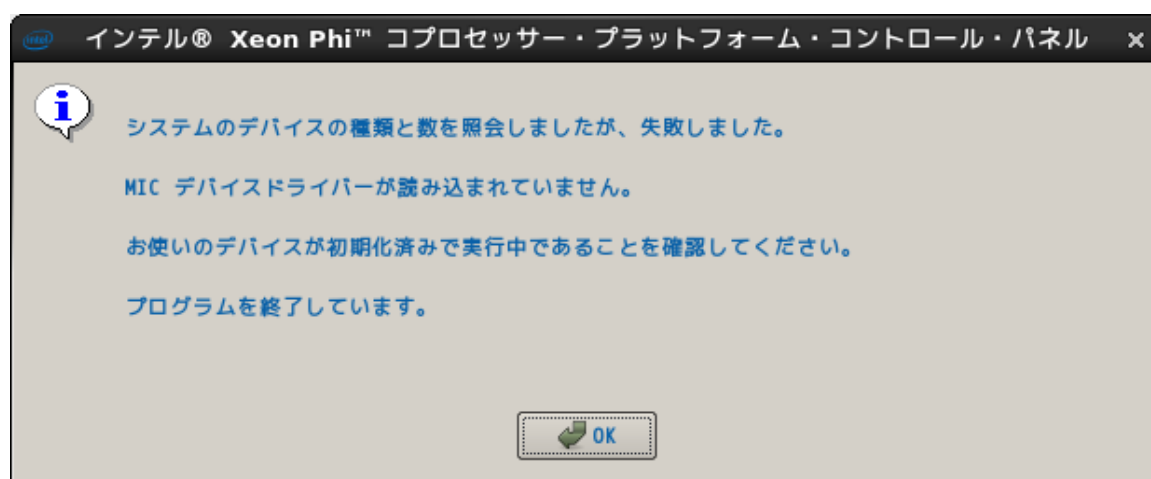 インテル® Xeon Phi™ コプロセッサー・プラットフォーム・コントロール・パネル
システムのデバイスの種類と数を照会しましたが、失敗しました。
MIC デバイスドライバーが読み込まれていません。
お使いのデバイスが初期化済みで実行中であることを確認してください。
プログラムを終了しています。
OK